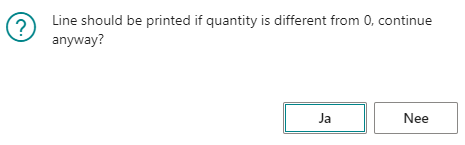 Line should be printed if quantity is different from 0, continue
anyway?
Ja
Nee